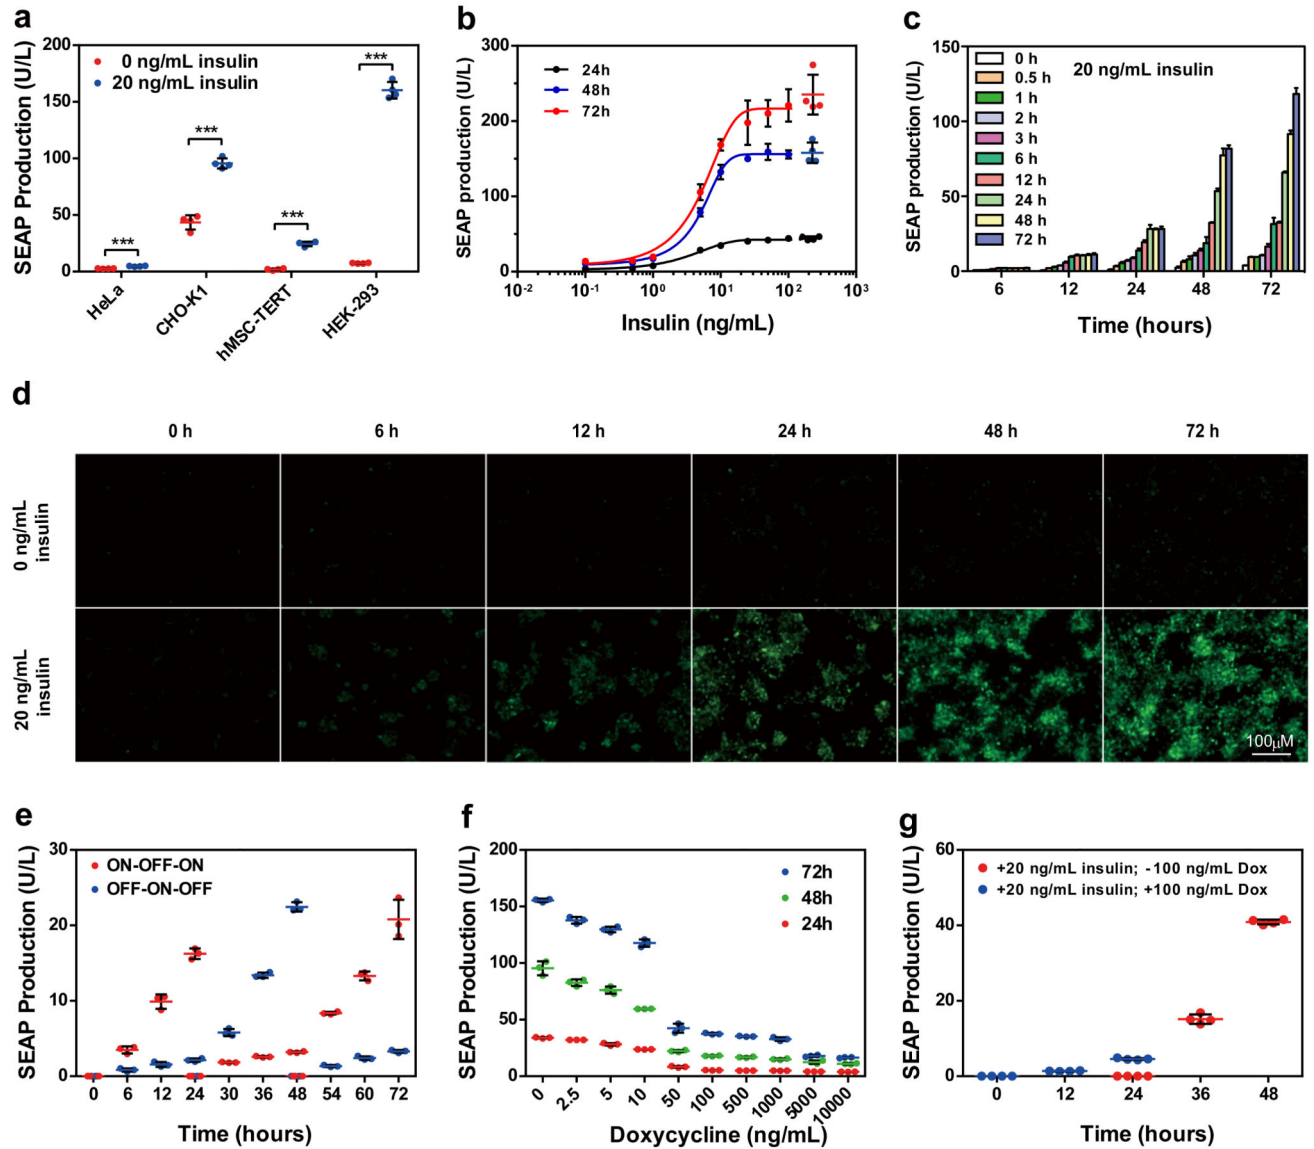 a
SEAP Production (U/L)
200
150
100
50
0
0 ng/mL insulin
20 ng/mL insulin
***
***
***
***
HeLa
CHO-K1
hMSC-TERT
HEK-293
b
SEAP production (U/L)
300
200
100
0
24h
48h
72h
10-2
10-1
100
101
102
103
Insulin (ng/mL)
c
SEAP production (U/L)
150
100
50
0
0 h
0.5 h
1 h
2 h
3 h
6 h
12 h
24 h
48 h
72 h
20 ng/mL insulin
6
12
24
48
72
Time (hours)
d
0 h
6 h
12 h
24 h
48 h
72 h
0 ng/mL
insulin
20 ng/mL
insulin
100μM
e
SEAP Production (U/L)
30
20
10
0
ON-OFF-ON
OFF-ON-OFF
0
6
12
24
30
36
48
54
60
72
Time (hours)
f
SEAP Production (U/L)
200
150
100
50
0
72h
48h
24h
0
2.5
5
10
50
100
500
1000
5000
10000
Doxycycline (ng/mL)
g
SEAP Production (U/L)
60
40
20
0
+20 ng/mL insulin; -100 ng/mL Dox
+20 ng/mL insulin; +100 ng/mL Dox
0
12
24
36
48
Time (hours)